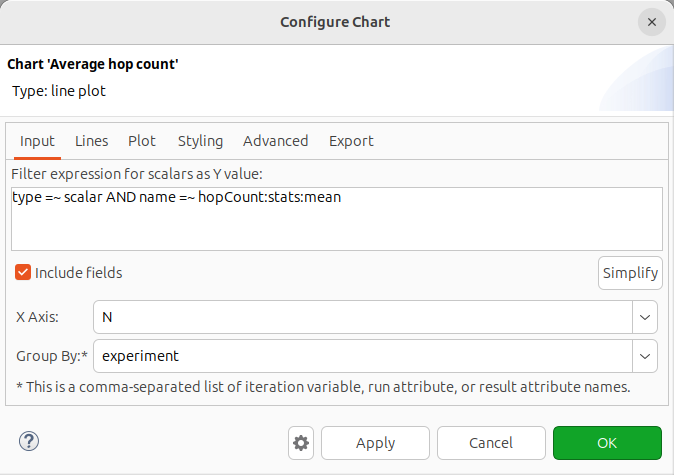 Configure Chart
Chart 'Average hop count'
Type: line plot
Input Lines Plot Styling Advanced Export
Filter expression for scalars as Y value:
type =~ scalar AND name =~ hopCount:stats:mean
Include fields
Simplify
X Axis: N
Group By:* experiment
* This is a comma-separated list of iteration variable, run attribute, or result attribute names.
? Apply Cancel OK